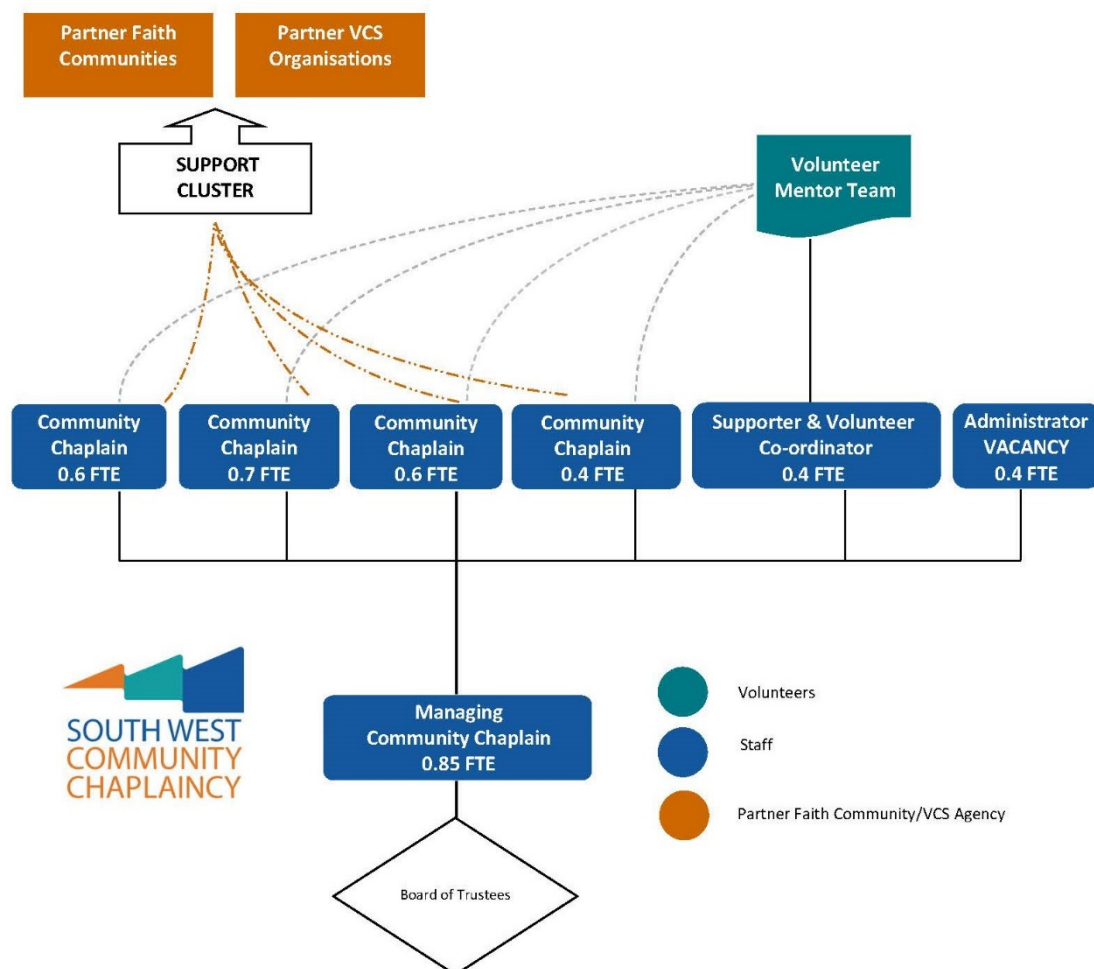 Partner Faith
Communities
Partner VCS
Organisations
SUPPORT
CLUSTER
Volunteer
Mentor Team
Community
Chaplain
0.6 FTE
Community
Chaplain
0.7 FTE
Community
Chaplain
0.6 FTE
Community
Chaplain
0.4 FTE
Supporter & Volunteer
Co-ordinator
0.4 FTE
Administrator
VACANCY
0.4 FTE
SOUTH WEST
COMMUNITY
CHAPLAINCY
Managing
Community Chaplain
0.85 FTE
Volunteers
Staff
Partner Faith Community/VCS Agency
Board of Trustees